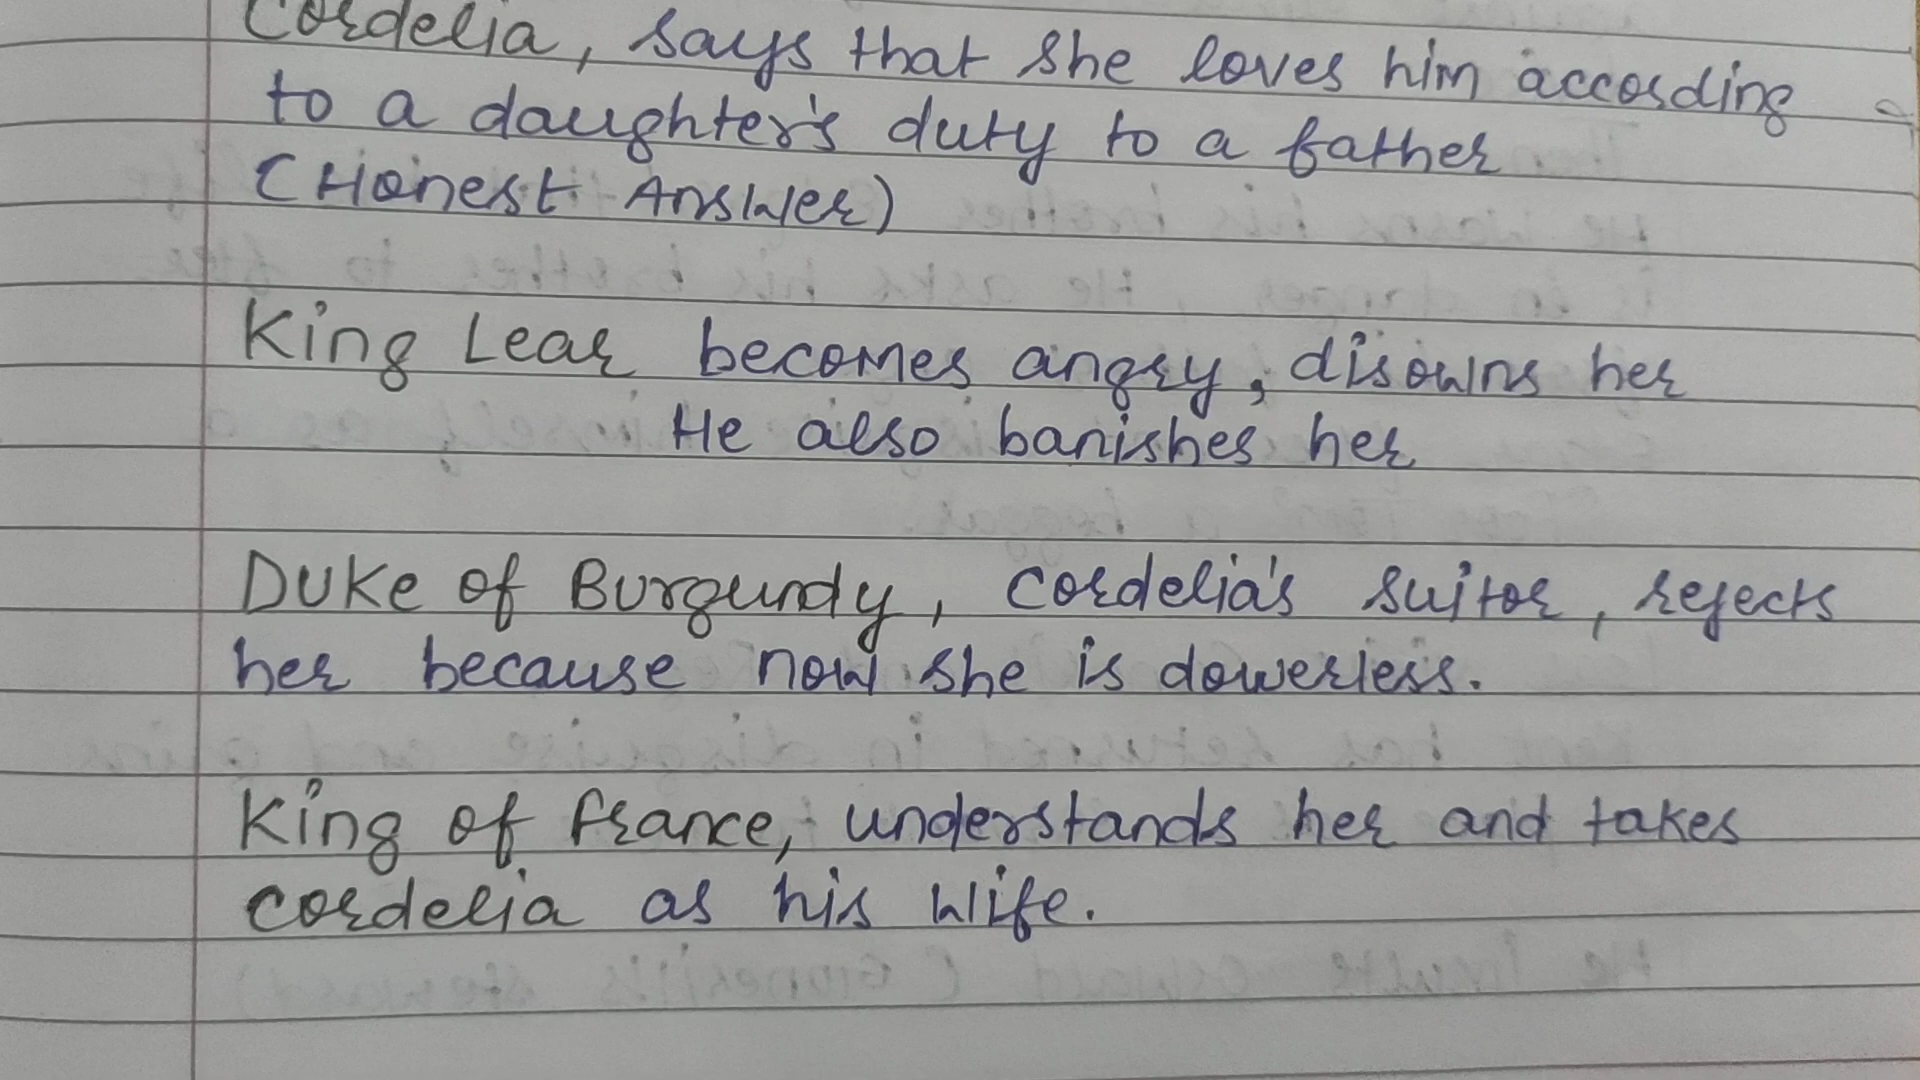 Cordelia, says that she loves him according
to a daughter's duty to a father
(Honest Answer)
King Lear becomes angry, disowns her
He also banishes her
Duke of Burgundy, Cordelia's suitor, rejects
her because now she is dowerless.
King of France, understands her and takes
Cordelia as his wife.